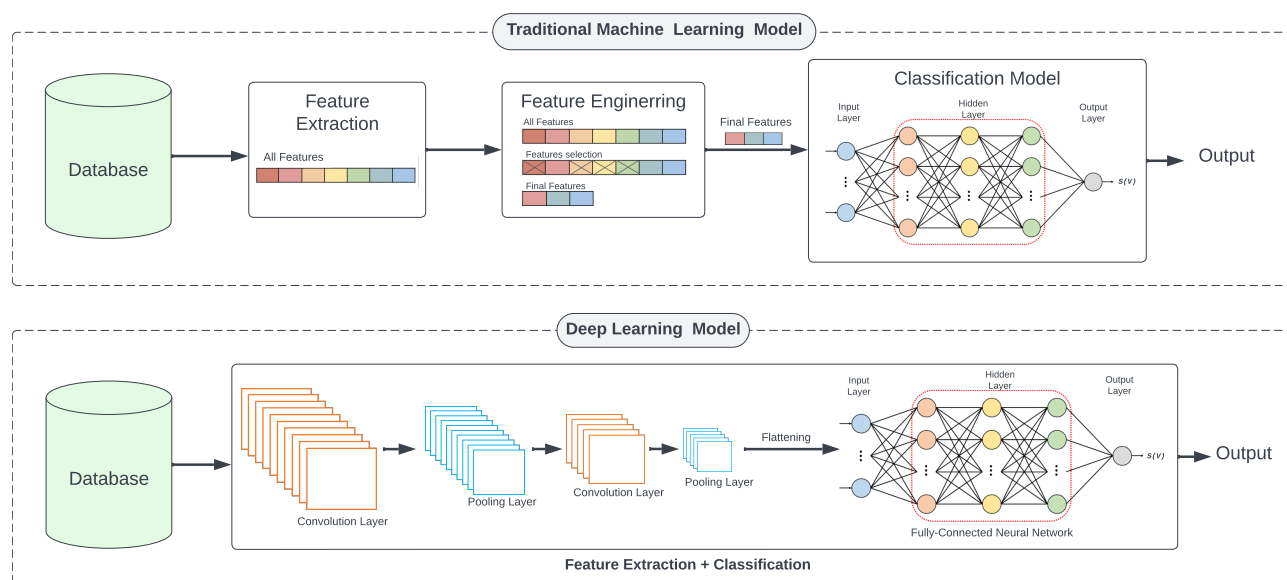 Traditional Machine Learning Model
Database
Feature
Extraction
All Features
Feature Enginerring
All Features
Features selection
Final Features
Final Features
Classification Model
Input
Layer
Hidden
Layer
Output
Layer
S(V)
Output
Deep Learning Model
Database
Convolution Layer
Pooling Layer
Convolution Layer
Pooling Layer
Flattening
Input
Layer
Hidden
Layer
Output
Layer
S(V)
Fully-Connected Neural Network
Output
Feature Extraction + Classification